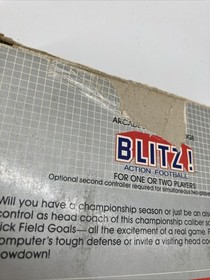 ARCADE
BLITZ!
ACTION FOOTBALL
FOR ONE OR TWO PLAYERS
Optional second controller required for simultaneous two-player
Will you have a championship season or just be an also
control as head coach of this championship caliber
ick Field Goals—all the excitement of a real game.
omputer's tough defense or invite a visiting head co
howdown!